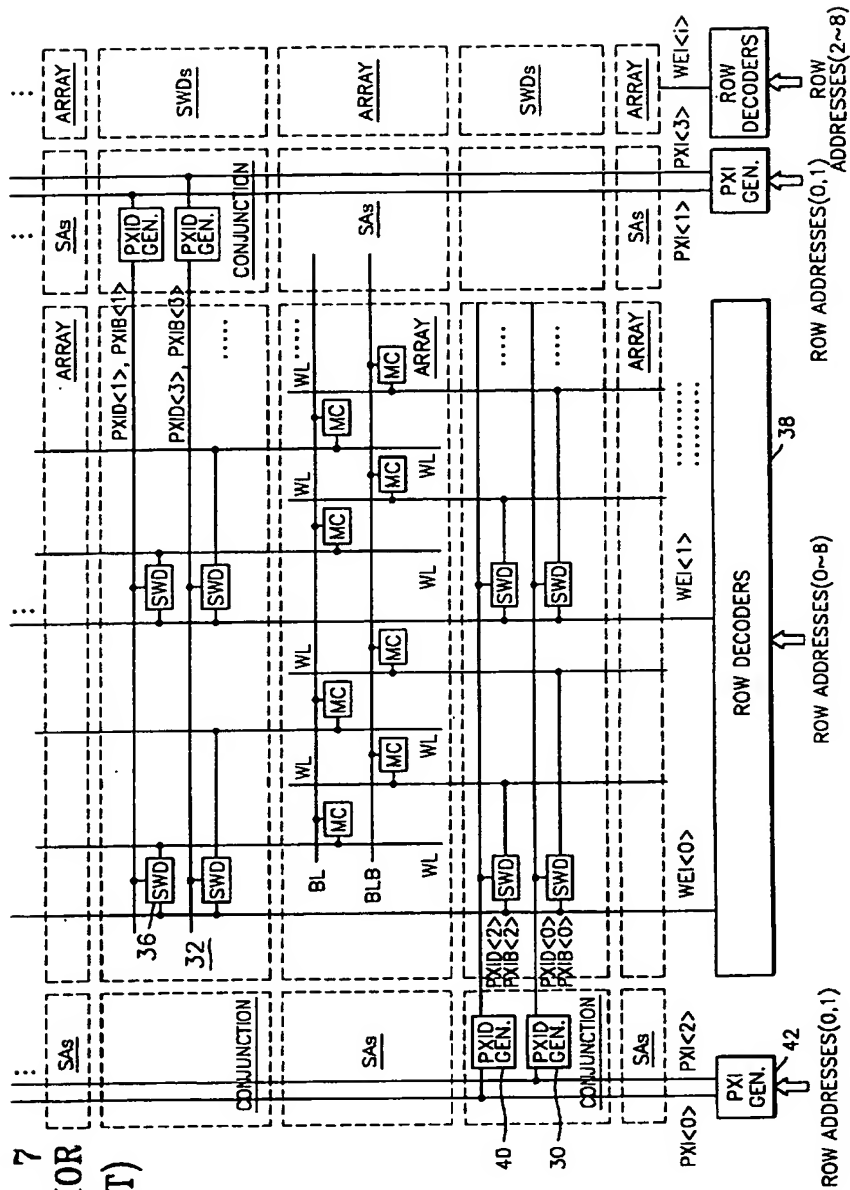 7
IOR
T)
ARRAY
SAs
ARRAY
SAs
SWDs
CONJUNCTION
PXID GEN.
PXID GEN.
PXID<1>, PXIB<1>
PXID<3>, PXIB<3>
SWD
SWD
SWD
SWD
36
32
CONJUNCTION
ARRAY
SAs
WL
WL
WL
WL
WL
WL
WL
WL
MC
MC
MC
MC
MC
MC
MC
MC
ARRAY
BL
BLB
SAs
SWDs
SWD
SWD
SWD
SWD
PXID<2>
PXIB<2>
PXID<0>
PXIB<0>
PXID GEN.
PXID GEN.
CONJUNCTION
40
30
ARRAY
SAs
ARRAY
SAs
WEI<i>
PXI<3>
PXI<1>
WEI<1>
WEI<0>
PXI<2>
PXI<0>
ROW DECODERS
PXI GEN.
ROW DECODERS
38
PXI GEN.
42
ROW ADDRESSES(2~8)
ROW ADDRESSES(0,1)
ROW ADDRESSES(0~8)
ROW ADDRESSES(0,1)